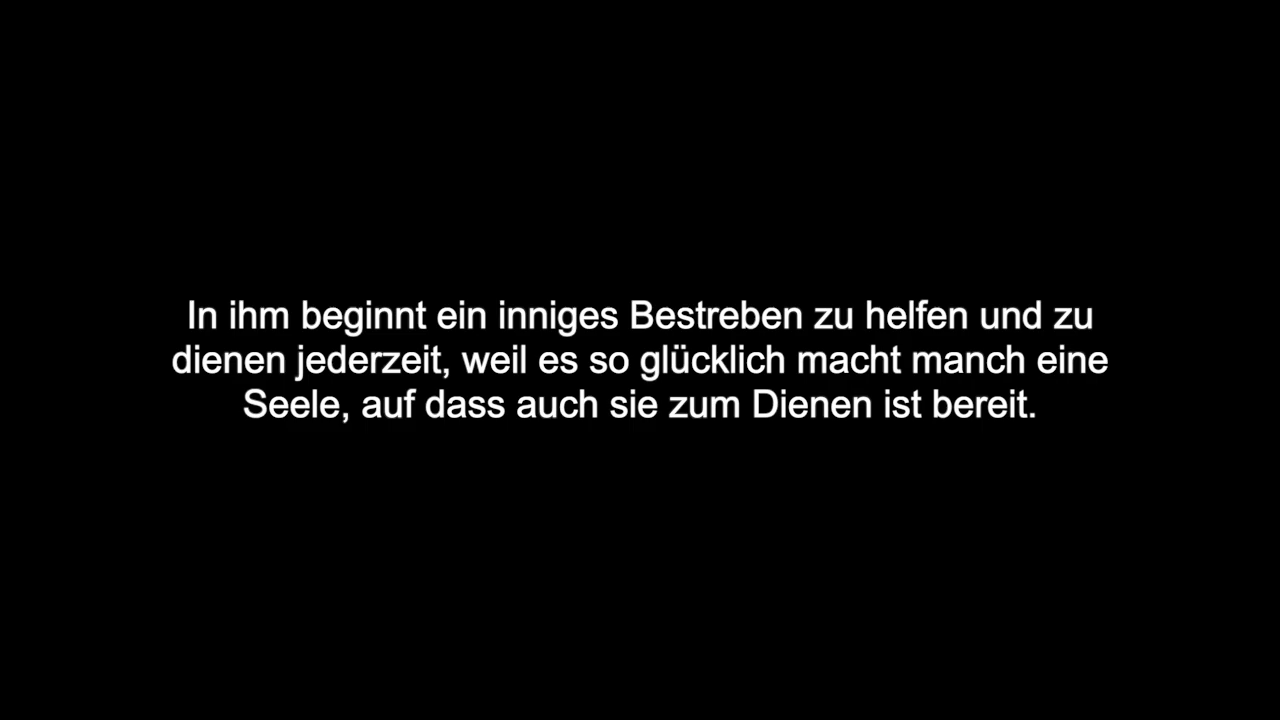 In ihm beginnt ein inniges Bestreben zu helfen und zu
dienen jederzeit, weil es so glücklich macht manch eine
Seele, auf dass auch sie zum Dienen ist bereit.